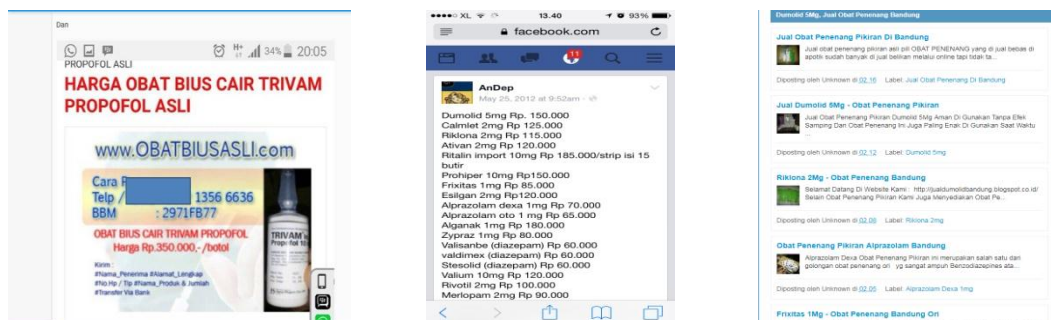 Dan
34% 20:05
PROPOFOL ASLI
HARGA OBAT BIUS CAIR TRIVAM
PROPOFOL ASLI
www.OBATBIUSASLI.com
Cara
Telp / 1356 6636
BBM : 2971FB77
OBAT BIUS CAIR TRIVAM PROPOFOL
Harga Rp.350.000,-/botol
Kirim :
#Nama_Penerima #Alamat_Lengkap
#No.Hp / Tlp #Nama_Produk & Jumlah
#Transfer Via Bank
TRIVAM
XL 13.40 93%
facebook.com
11
AnDep
May 25, 2012 at 9:52am
Dumolid 5mg Rp. 150.000
Calmlet 2mg Rp 125.000
Riklona 2mg Rp 115.000
Ativan 2mg Rp 120.000
Ritalin import 10mg Rp 185.000/strip isi 15
butir
Prohiper 10mg Rp150.000
Frixitas 1mg Rp 85.000
Esilgan 2mg Rp120.000
Alprazolam dexa 1mg Rp 70.000
Alprazolam oto 1 mg Rp 65.000
Alganak 1mg Rp 180.000
Zypraz 1mg Rp 80.000
Valisanbe (diazepam) Rp 60.000
valdimex (diazepam) Rp 60.000
Stesolid (diazepam) Rp 60.000
Valium 10mg Rp 120.000
Rivotil 2mg Rp 100.000
Merlopam 2mg Rp 90.000
Dumolid 5Mg, Jual Obat Penenang Bandung
Jual Obat Penenang Pikiran Di Bandung
Jual obat penenang pikiran asli pill OBAT PENENANG yang di jual bebas di
apotik sudah banyak di jual belikan melalui online tapi tidak ta...
Diposting oleh Unknown di 02.16 Label: Jual Obat Penenang Di Bandung
Jual Dumolid 5Mg - Obat Penenang Pikiran
Jual Obat Penenang Pikiran Dumolid 5Mg Aman Di Gunakan Tanpa Efek
Samping Dan Obat Penenang Ini Juga Paling Enak Di Gunakan Saat Waktu
...
Diposting oleh Unknown di 02.12 Label: Dumolid 5mg
Riklona 2Mg - Obat Penenang Pikiran
Selamat Datang Di Website Kami : http://jualdumolidbandung.blogspot.co.id/
Selain Obat Penenang Pikiran Kami Juga Menyediakan Obat Pe...
Diposting oleh Unknown di 02.06 Label: Riklona 2mg
Obat Penenang Pikiran Alprazolam Bandung
Alprazolam Dexa Obat Penenang Pikiran ini merupakan salah satu dari
golongan obat penenang ori yg sangat ampuh Benzodiazepines ata...
Diposting oleh Unknown di 02.05 Label: Alprazolam Dexa 1mg
Frixitas 1Mg - Obat Penenang Bandung Ori